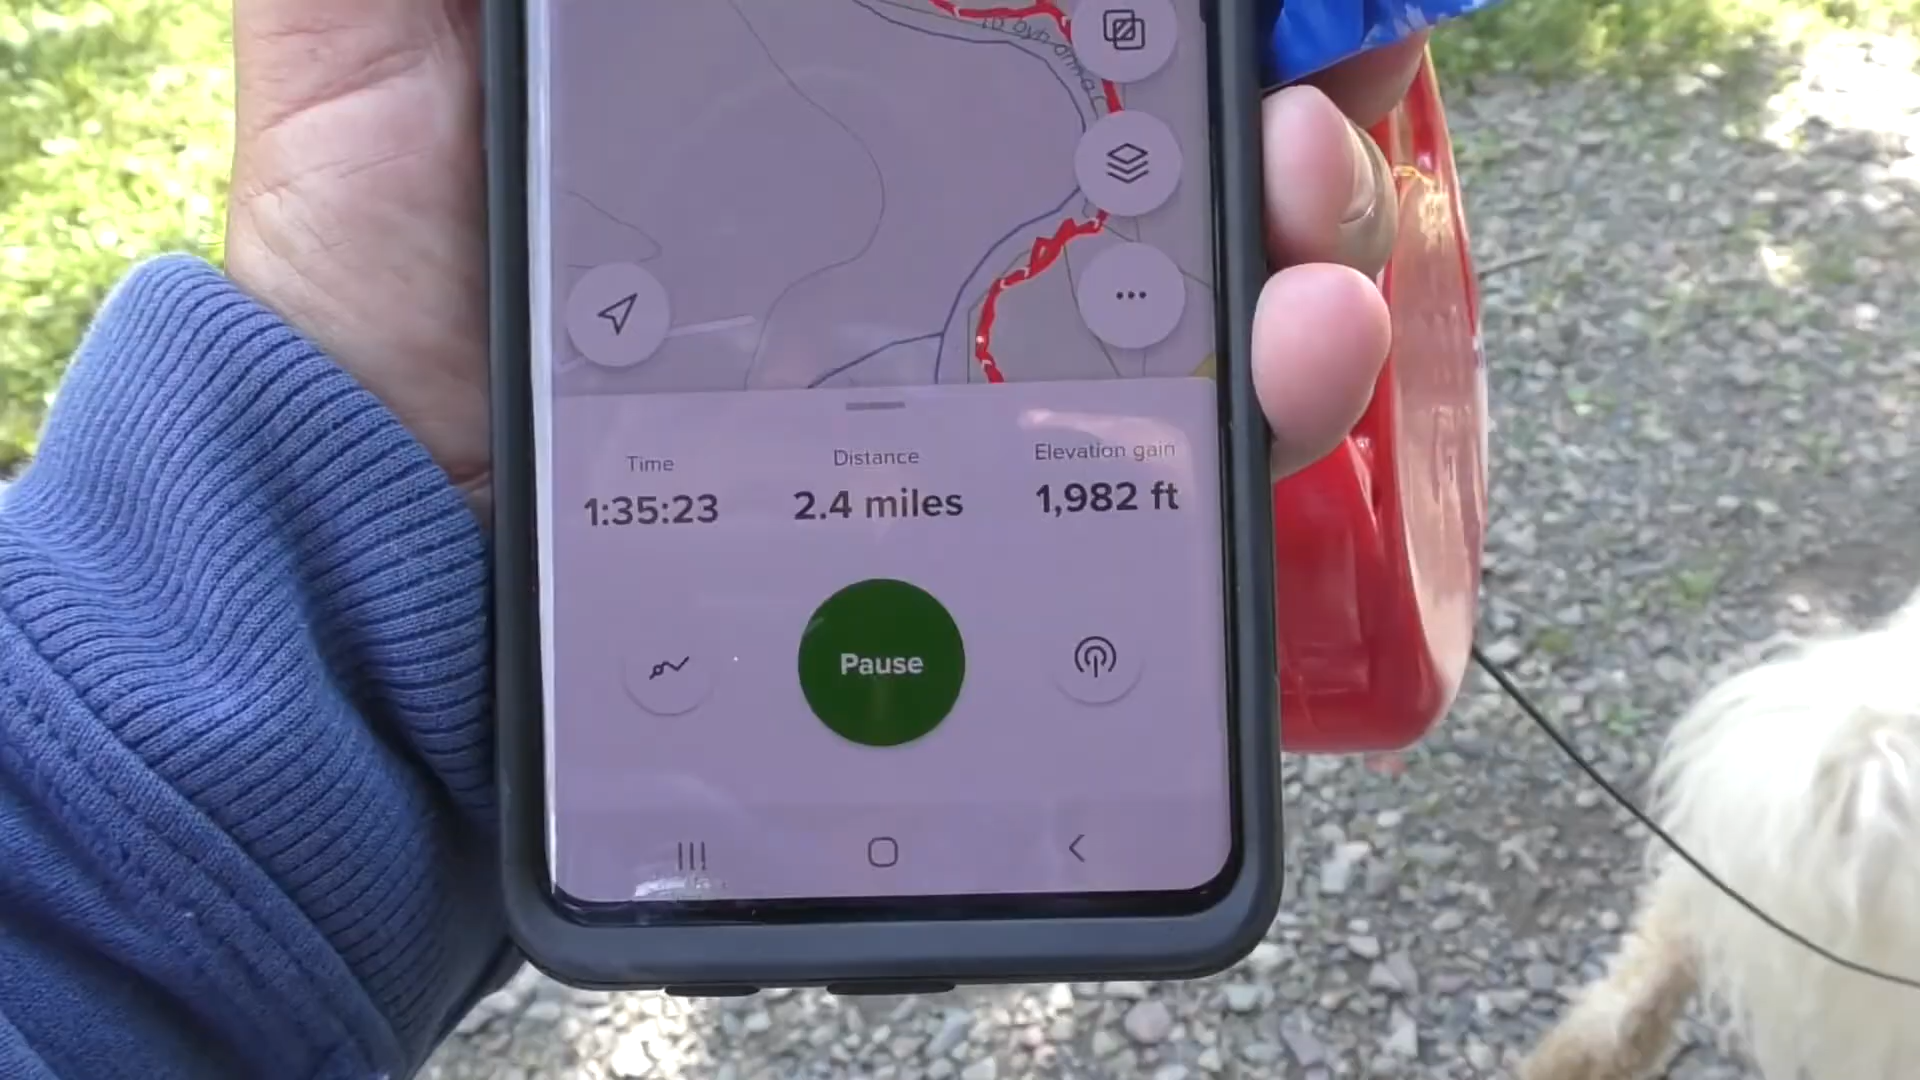 Time
Distance
Elevation gain
1:35:23
2.4 miles
1,982 ft
Pause